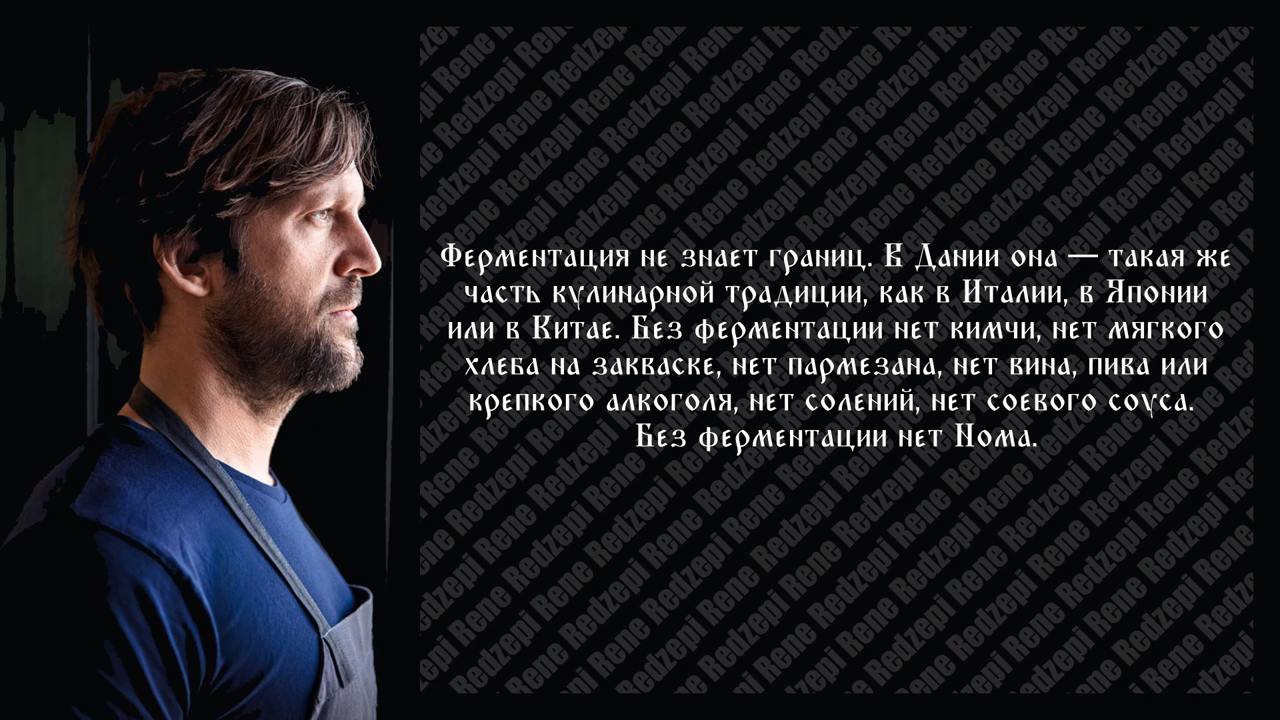 Ферментация не знает границ. В Дании она — такая же
часть кулинарной традиции, как в Италии, в Японии
или в Китае. Без ферментации нет кимчи, нет мягкого
хлеба на закваске, нет пармезана, нет вина, пива или
крепкого алкоголя, нет солений, нет соевого соуса.
Без ферментации нет Нома.
Rene Redzepi